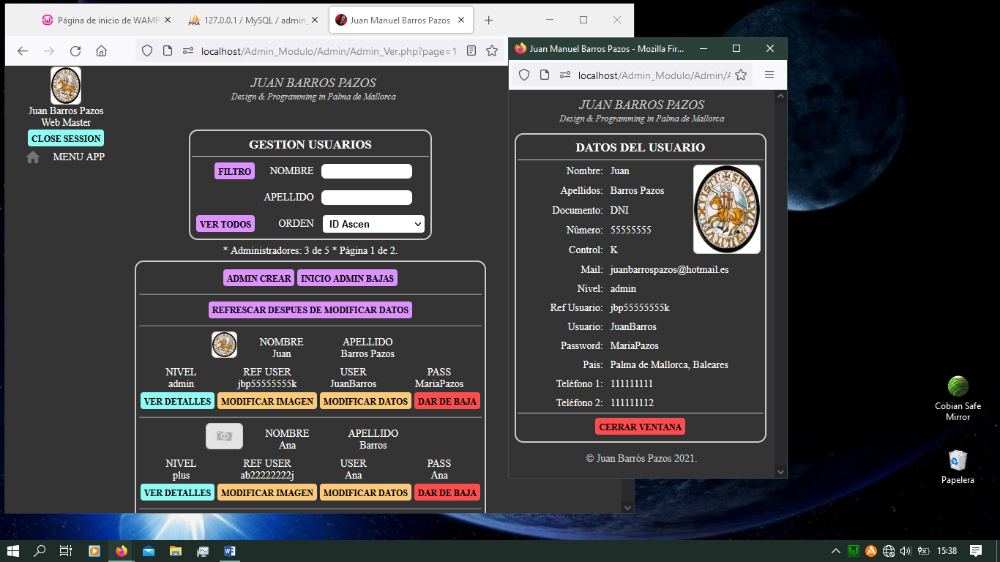 Página de inicio de WAMPS
127.0.0.1 / MySQL / admin_
Juan Manuel Barros Pazos
localhost/Admin_Modulo/Admin/Admin_Ver.php?page=1
Juan Barros Pazos
Web Master
CLOSE SESSION
MENU APP
JUAN BARROS PAZOS
Design & Programming in Palma de Mallorca
GESTION USUARIOS
FILTRO NOMBRE
APELLIDO
VER TODOS ORDEN ID Ascen
* Administradores: 3 de 5 * Página 1 de 2.
ADMIN CREAR INICIO ADMIN BAJAS
REFRESCAR DESPUES DE MODIFICAR DATOS
NOMBRE APELLIDO
Juan Barros Pazos
NIVEL REF USER USER PASS
admin jbp55555555k JuanBarros MariaPazos
VER DETALLES MODIFICAR IMAGEN MODIFICAR DATOS DAR DE BAJA
NOMBRE APELLIDO
Ana Barros
NIVEL REF USER USER PASS
plus ab22222222j Ana Ana
VER DETALLES MODIFICAR IMAGEN MODIFICAR DATOS DAR DE BAJA
Juan Manuel Barros Pazos - Mozilla Fir...
localhost/Admin_Modulo/Admin/A
JUAN BARROS PAZOS
Design & Programming in Palma de Mallorca
DATOS DEL USUARIO
Nombre: Juan
Apellidos: Barros Pazos
Documento: DNI
Número: 55555555
Control: K
Mail: juanbarrospazos@hotmail.es
Nivel: admin
Ref Usuario: jbp55555555k
Usuario: JuanBarros
Password: MariaPazos
Pais: Palma de Mallorca, Baleares
Teléfono 1: 111111111
Teléfono 2: 111111112
CERRAR VENTANA
© Juan Barrós Pazos 2021.
Cobian Safe
Mirror
Papelera
15:38